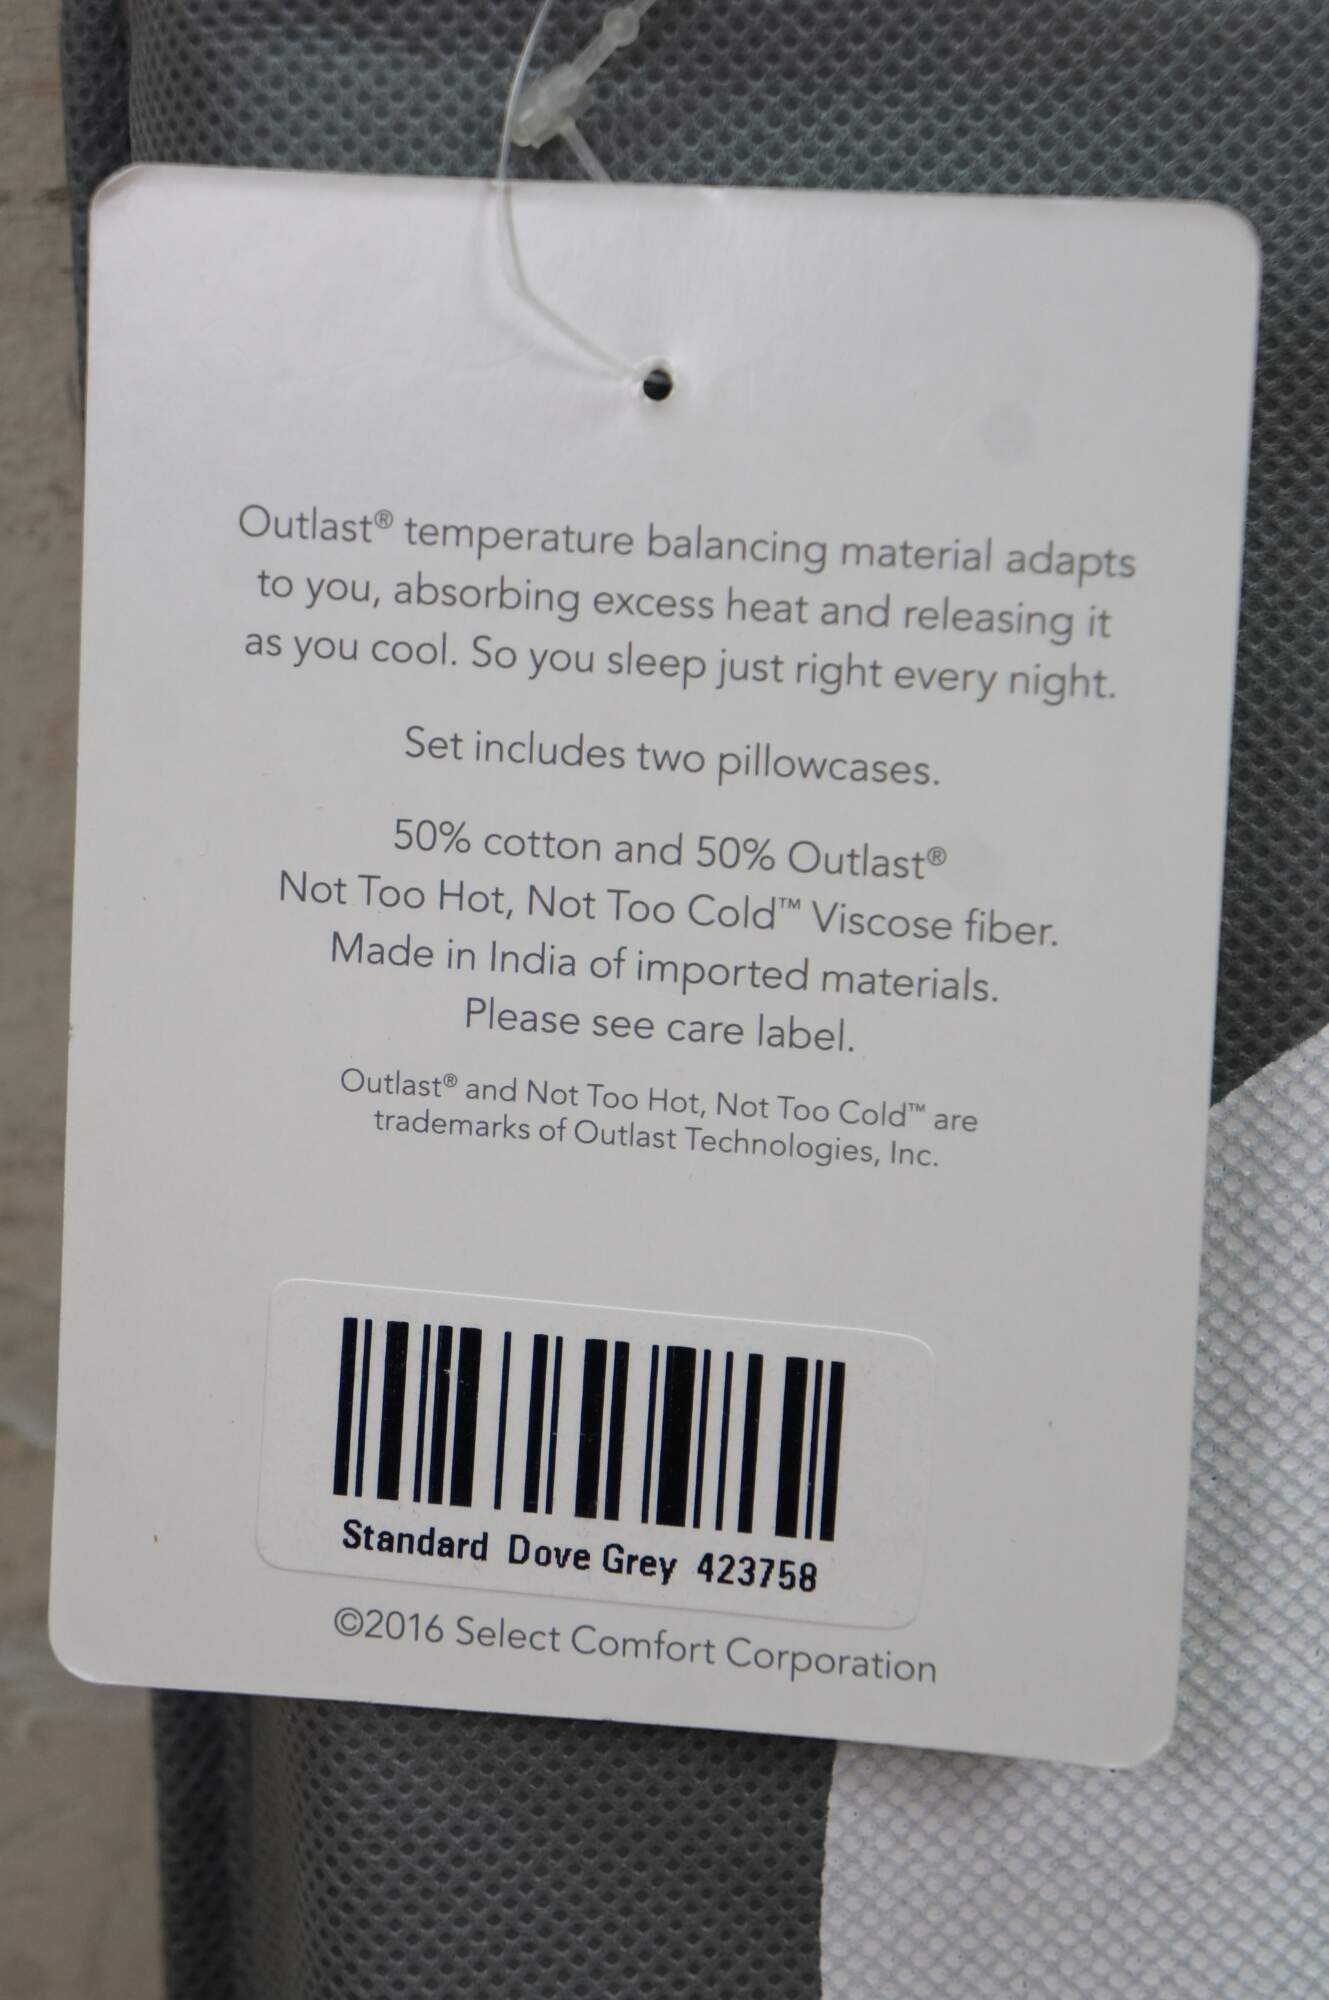 Outlast® temperature balancing material adapts
to you, absorbing excess heat and releasing it
as you cool. So you sleep just right every night.
Set includes two pillowcases.
50% cotton and 50% Outlast®
Not Too Hot, Not Too Cold™ Viscose fiber.
Made in India of imported materials.
Please see care label.
Outlast® and Not Too Hot, Not Too Cold™ are
trademarks of Outlast Technologies, Inc.
Standard Dove Grey 423758
©2016 Select Comfort Corporation